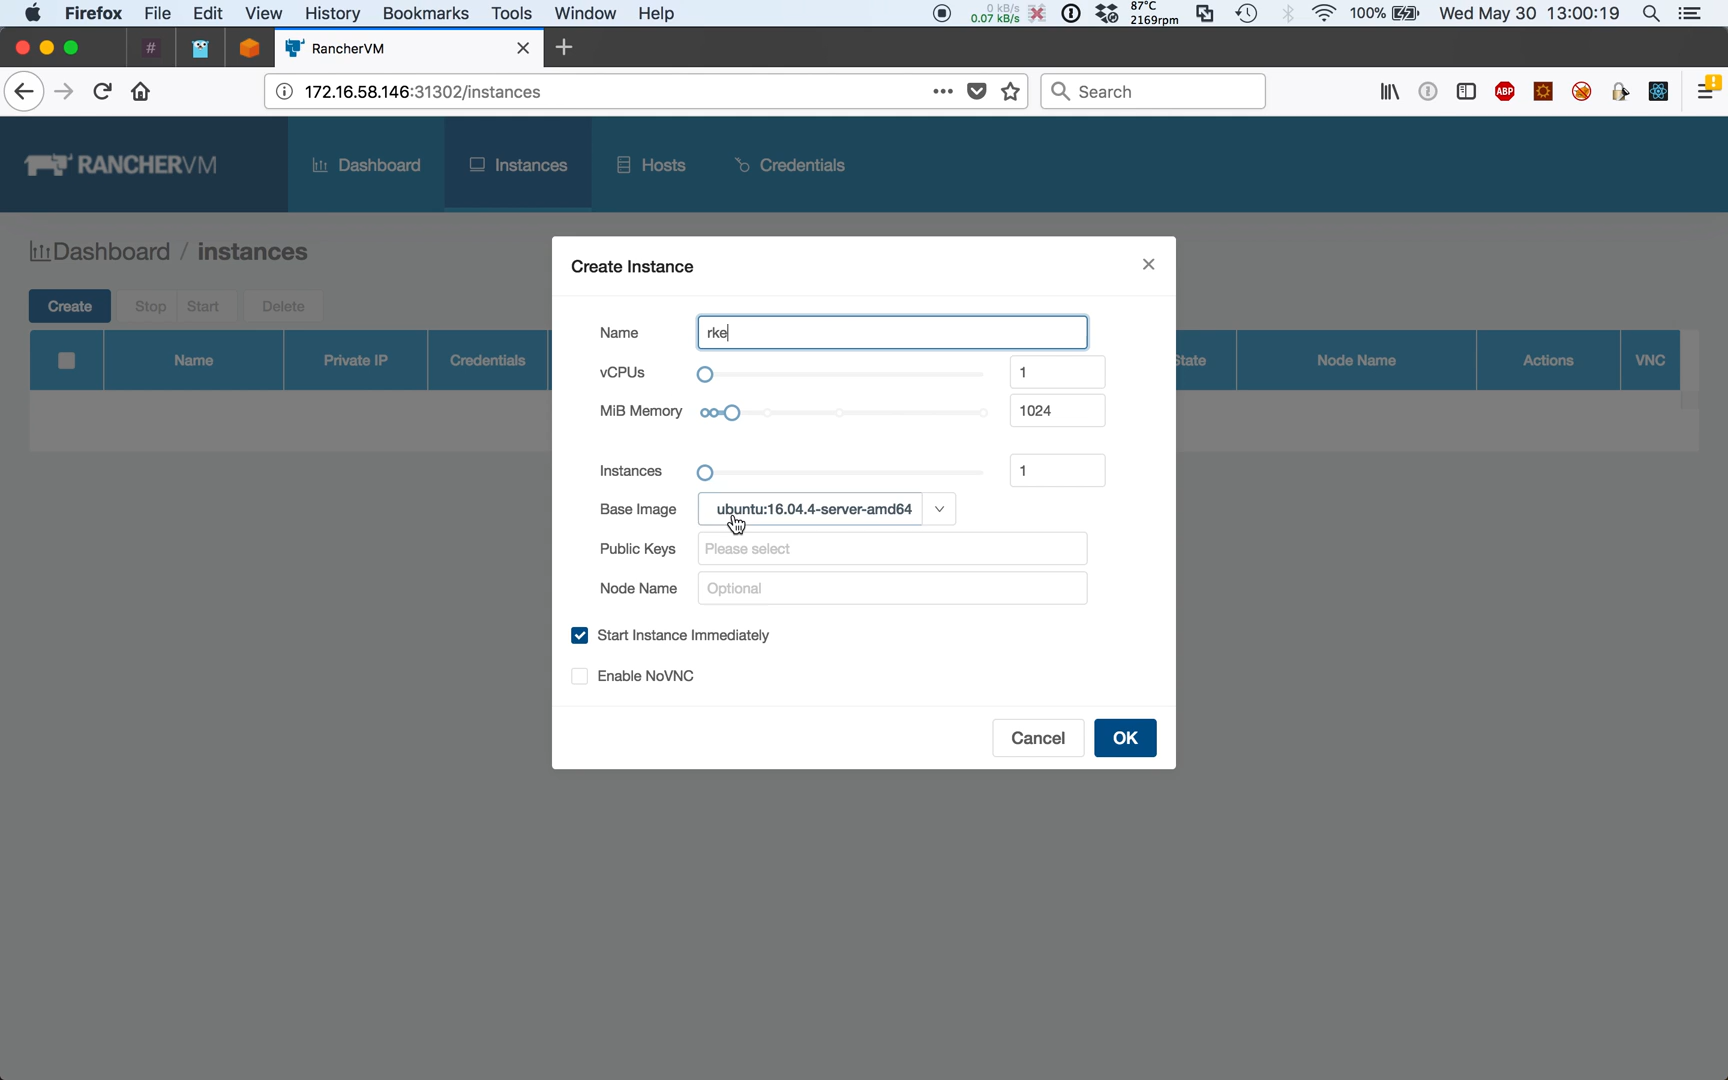 Firefox File Edit View History Bookmarks Tools Window Help 0 kB/s 0.07 kB/s 87°C 2169rpm 100% Wed May 30 13:00:19
# RancherVM
172.16.58.146:31302/instances Search ABP
RANCHERVM Dashboard Instances Hosts Credentials
Dashboard / instances
Create Stop Start Delete
Name Private IP Credentials State Node Name Actions VNC
Create Instance
Name rke
vCPUs 1
MiB Memory 1024
Instances 1
Base Image ubuntu:16.04.4-server-amd64
Public Keys Please select
Node Name Optional
Start Instance Immediately
Enable NoVNC
Cancel OK